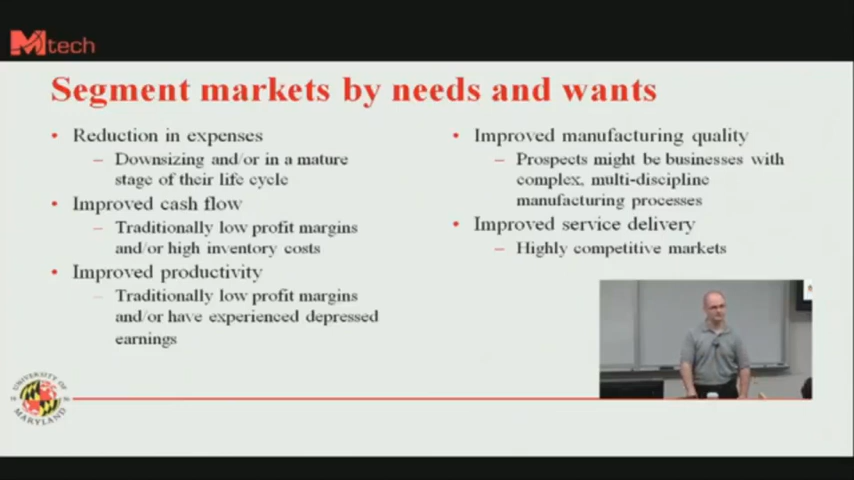 Mtech
Segment markets by needs and wants
• Reduction in expenses
– Downsizing and/or in a mature
stage of their life cycle
• Improved cash flow
– Traditionally low profit margins
and/or high inventory costs
• Improved productivity
– Traditionally low profit margins
and/or have experienced depressed
earnings
• Improved manufacturing quality
– Prospects might be businesses with
complex, multi-discipline
manufacturing processes
• Improved service delivery
– Highly competitive markets
UNIVERSITY OF
MARYLAND